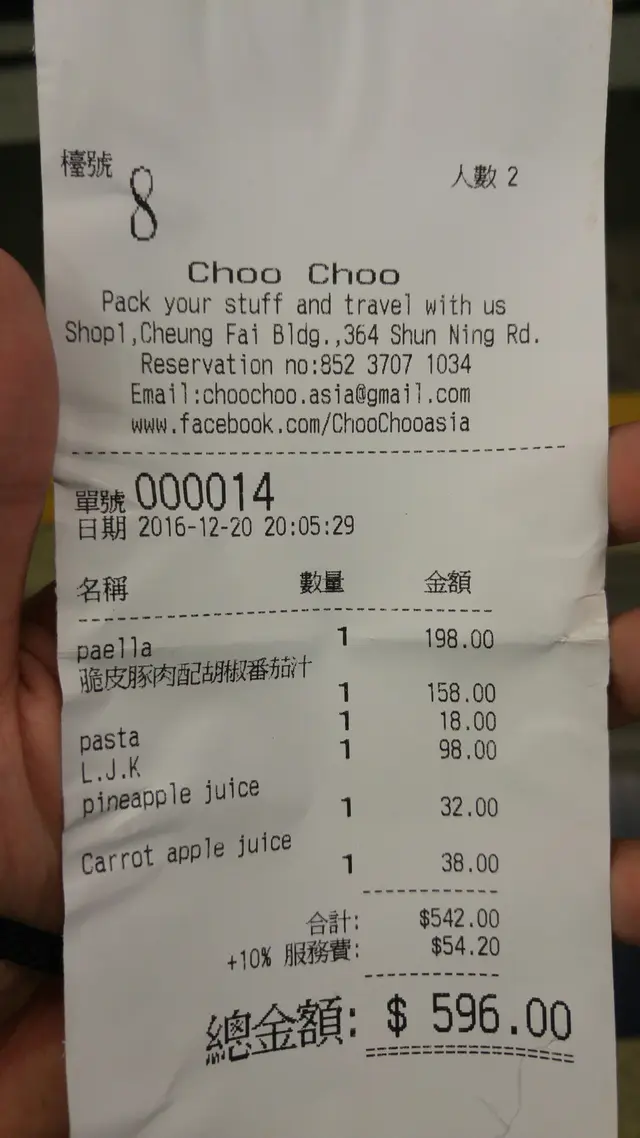 檯號 8 人數 2
Choo Choo
Pack your stuff and travel with us
Shop1,Cheung Fai Bldg.,364 Shun Ning Rd.
Reservation no:852 3707 1034
Email:choochoo.asia@gmail.com
www.facebook.com/ChooChooasia
單號 000014
日期 2016-12-20 20:05:29
名稱 數量 金額
paella 1 198.00
脆皮豚肉配胡椒番茄汁
1 158.00
pasta 1 18.00
L.J.K 1 98.00
pineapple juice
1 32.00
Carrot apple juice
1 38.00
合計: $542.00
+10% 服務費: $54.20
總金額: $ 596.00